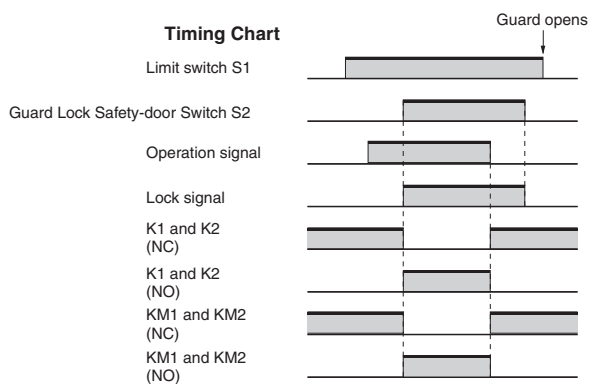 Guard opens
Timing Chart
Limit switch S1
Guard Lock Safety-door Switch S2
Operation signal
Lock signal
K1 and K2
(NC)
K1 and K2
(NO)
KM1 and KM2
(NC)
KM1 and KM2
(NO)